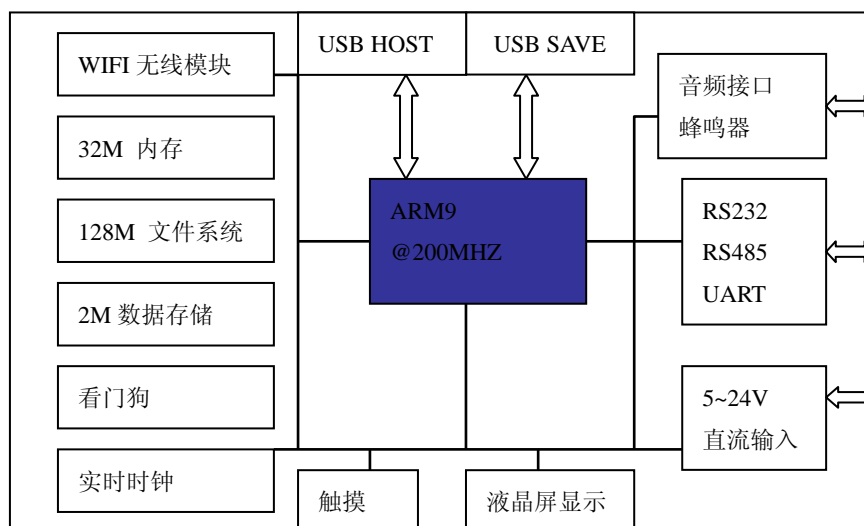 USB HOST
USB SAVE
WIFI 无线模块
32M 内存
128M 文件系统
2M 数据存储
看门狗
实时时钟
ARM9
@200MHZ
音频接口
蜂鸣器
RS232
RS485
UART
5~24V
直流输入
触摸
液晶屏显示